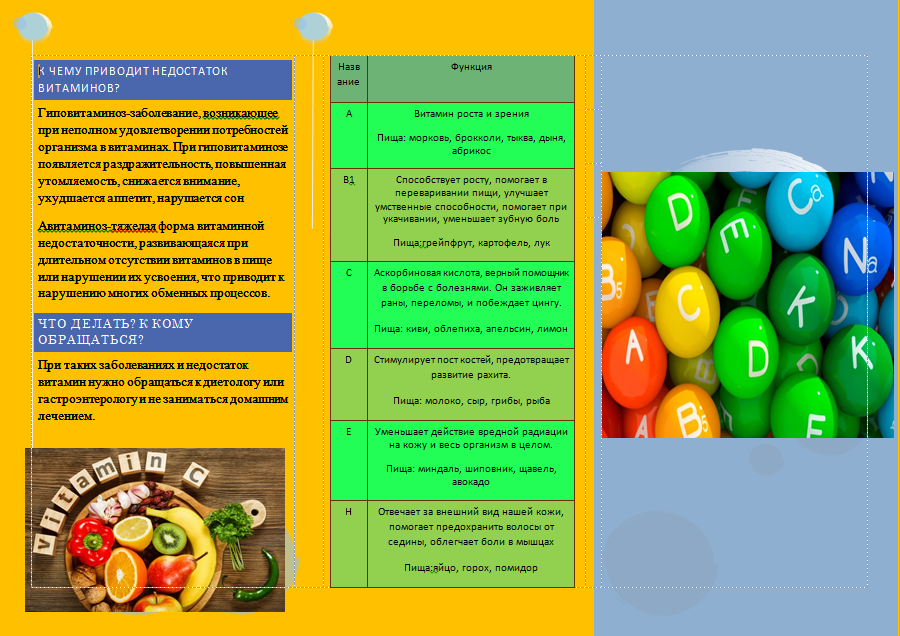 К ЧЕМУ ПРИВОДИТ НЕДОСТАТОК
ВИТАМИНОВ?
Гиповитаминоз-заболевание, возникающее
при неполном удовлетворении потребностей
организма в витаминах. При гиповитаминозе
появляется раздражительность, повышенная
утомляемость, снижается внимание,
ухудшается аппетит, нарушается сон
Авитаминоз-тяжелая форма витаминной
недостаточности, развивающаяся при
длительном отсутствии витаминов в пище
или нарушении их усвоения, что приводит к
нарушению многих обменных процессов.
ЧТО ДЕЛАТЬ? К КОМУ
ОБРАЩАТЬСЯ?
При таких заболеваниях и недостаток
витамин нужно обращаться к диетологу или
гастроэнтерологу и не заниматься домашним
лечением.
vitamin C
Назв
ание
Функция
A
Витамин роста и зрения
Пища: морковь, брокколи, тыква, дыня,
абрикос
B1
Способствует росту, помогает в
переваривании пищи, улучшает
умственные способности, помогает при
укачивании, уменьшает зубную боль
Пища:грейпфрут, картофель, лук
C
Аскорбиновая кислота, верный помощник
в борьбе с болезнями. Он заживляет
раны, переломы, и побеждает цингу.
Пища: киви, облепиха, апельсин, лимон
D
Стимулирует пост костей, предотвращает
развитие рахита.
Пища: молоко, сыр, грибы, рыба
E
Уменьшает действие вредной радиации
на кожу и весь организм в целом.
Пища: миндаль, шиповник, щавель,
авокадо
H
Отвечает за внешний вид нашей кожи,
помогает предохранить волосы от
седины, облегчает боли в мышцах
Пища:яйцо, горох, помидор
D
Ca
E
Na
B5
C
K
A
D
K
B5
E